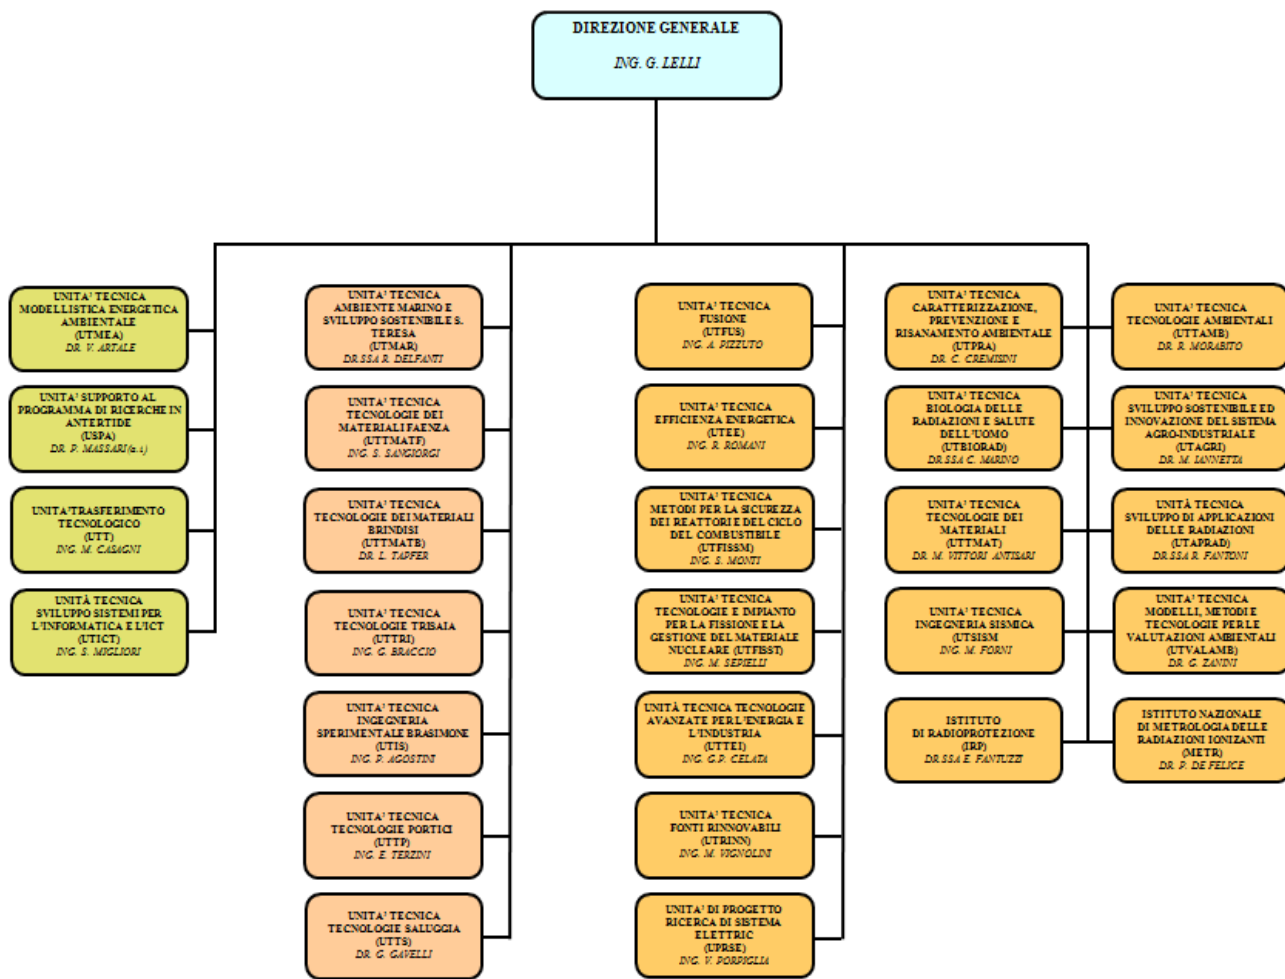 DIREZIONE GENERALE
ING. G. LELLI
UNITA' TECNICA
MODELLISTICA ENERGETICA
AMBIENTALE
(UTMEA)
DR. V. ARTALE
UNITA' SUPPORTO AL
PROGRAMMA DI RICERCHE IN
ANTERTIDE
(USPA)
DR. P. MASSARI (a.i.)
UNITA'TRASFERIMENTO
TECNOLOGICO
(UTT)
ING. M. CASAGNI
UNITÀ TECNICA
SVILUPPO SISTEMI PER
L'INFORMATICA E L'ICT
(UTICT)
ING. S. MIGLIORI
UNITA' TECNICA
AMBIENTE MARINO E
SVILUPPO SOSTENIBILE S.
TERESA
(UTMAR)
DR.SSA R. DELFANTI
UNITA' TECNICA
TECNOLOGIE DEI
MATERIALI FAENZA
(UTTMATF)
ING. S. SANGIORGI
UNITA' TECNICA
TECNOLOGIE DEI MATERIALI
BRINDISI
(UTTMATB)
DR. L. TAPFER
UNITA' TECNICA
TECNOLOGIE TRISAIA
(UTTRI)
ING. G. BRACCIO
UNITA' TECNICA
INGEGNERIA
SPERIMENTALE BRASIMONE
(UTIS)
ING. P. AGOSTINI
UNITA' TECNICA
TECNOLOGIE PORTICI
(UTTP)
ING. E. TERZINI
UNITA' TECNICA
TECNOLOGIE SALUGGIA
(UTTS)
DR. G. GAVELLI
UNITA' TECNICA
FUSIONE
(UTFUS)
ING. A. PIZZUTO
UNITA' TECNICA
EFFICIENZA ENERGETICA
(UTEE)
ING. R. ROMANI
UNITA' TECNICA
METODI PER LA SICUREZZA
DEI REATTORI E DEL CICLO
DEL COMBUSTIBILE
(UTFISSM)
ING. S. MONTI
UNITA' TECNICA
TECNOLOGIE E IMPIANTO
PER LA FISSIONE E LA
GESTIONE DEL MATERIALE
NUCLEARE (UTFISST)
ING. M. SEPIELLI
UNITÀ TECNICA TECNOLOGIE
AVANZATE PER L'ENERGIA E
L'INDUSTRIA
(UTTEI)
ING. G.P. CELATA
UNITA' TECNICA
FONTI RINNOVABILI
(UTRINN)
ING. M. VIGNOLINI
UNITA' DI PROGETTO
RICERCA DI SISTEMA
ELETTRIC
(UPRSE)
ING. V. PORPIGLIA
UNITA' TECNICA
CARATTERIZZAZIONE,
PREVENZIONE E
RISANAMENTO AMBIENTALE
(UTPRA)
DR. C. CREMISINI
UNITA' TECNICA
BIOLOGIA DELLE
RADIAZIONI E SALUTE
DELL'UOMO
(UTBIORAD)
DR.SSA C. MARINO
UNITA' TECNICA
TECNOLOGIE DEI
MATERIALI
(UTTMAT)
DR. M. VITTORI ANTISARI
UNITA' TECNICA
INGEGNERIA SISMICA
(UTSISM
ING. M. FORNI
ISTITUTO
DI RADIOPROTEZIONE
(IRP)
DR.SSA E. FANTUZZI
UNITA' TECNICA
TECNOLOGIE AMBIENTALI
(UTTAMB)
DR. R. MORABITO
UNITA' TECNICA
SVILUPPO SOSTENIBILE ED
INNOVAZIONE DEL SISTEMA
AGRO-INDUSTRIALE
(UTAGRI)
DR. M. IANNETTA
UNITÀ TECNICA
SVILUPPO DI APPLICAZIONI
DELLE RADIAZIONI
(UTAPRAD)
DR.SSA R. FANTONI
UNITA' TECNICA
MODELLI, METODI E
TECNOLOGIE PER LE
VALUTAZIONI AMBIENTALI
(UTVALAMB)
DR. G. ZANINI
ISTITUTO NAZIONALE
DI METROLOGIA DELLE
RADIAZIONI IONIZANTI
(METR)
DR. P. DE FELICE